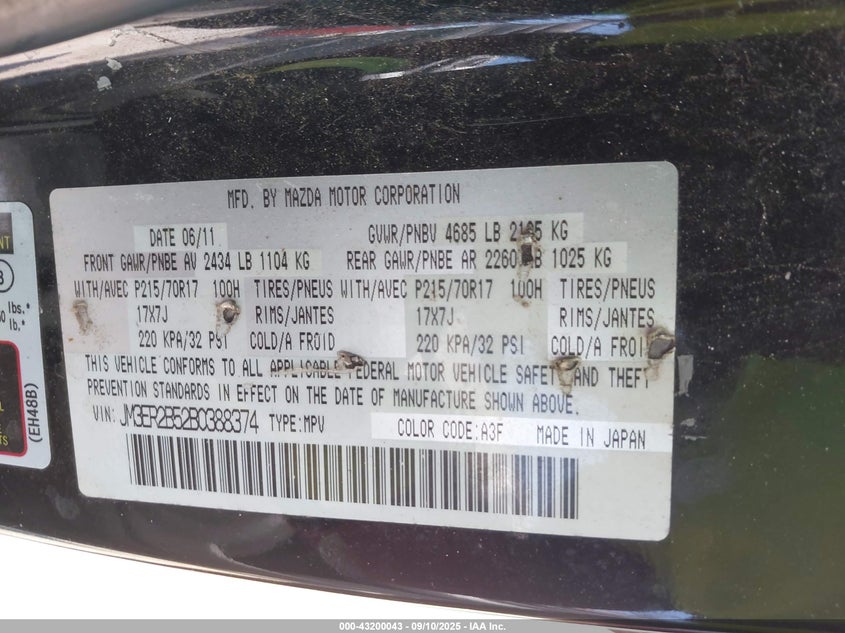 MFD. BY MAZDA MOTOR CORPORATION
DATE 06/11 GVWR/PNBV 4685 LB 2125 KG
FRONT GAWR/PNBE AV 2434 LB 1104 KG REAR GAWR/PNBE AR 2260 LB 1025 KG
WITH/AVEC P215/70R17 100H TIRES/PNEUS WITH/AVEC P215/70R17 100H TIRES/PNEUS
17X7J RIMS/JANTES 17X7J RIMS/JANTES
220 KPA/32 PSI COLD/A FROID 220 KPA/32 PSI COLD/A FROID
THIS VEHICLE CONFORMS TO ALL APPLICABLE FEDERAL MOTOR VEHICLE SAFETY AND THEFT
PREVENTION STANDARDS IN EFFECT ON THE DATE OF MANUFACTURE SHOWN ABOVE.
VIN: JM3ER2B52B0388374 TYPE:MPV COLOR CODE:A3F MADE IN JAPAN
lbs.*
lb.*
(EH48B)
000-43200043 - 09/10/2025 - IAA Inc.